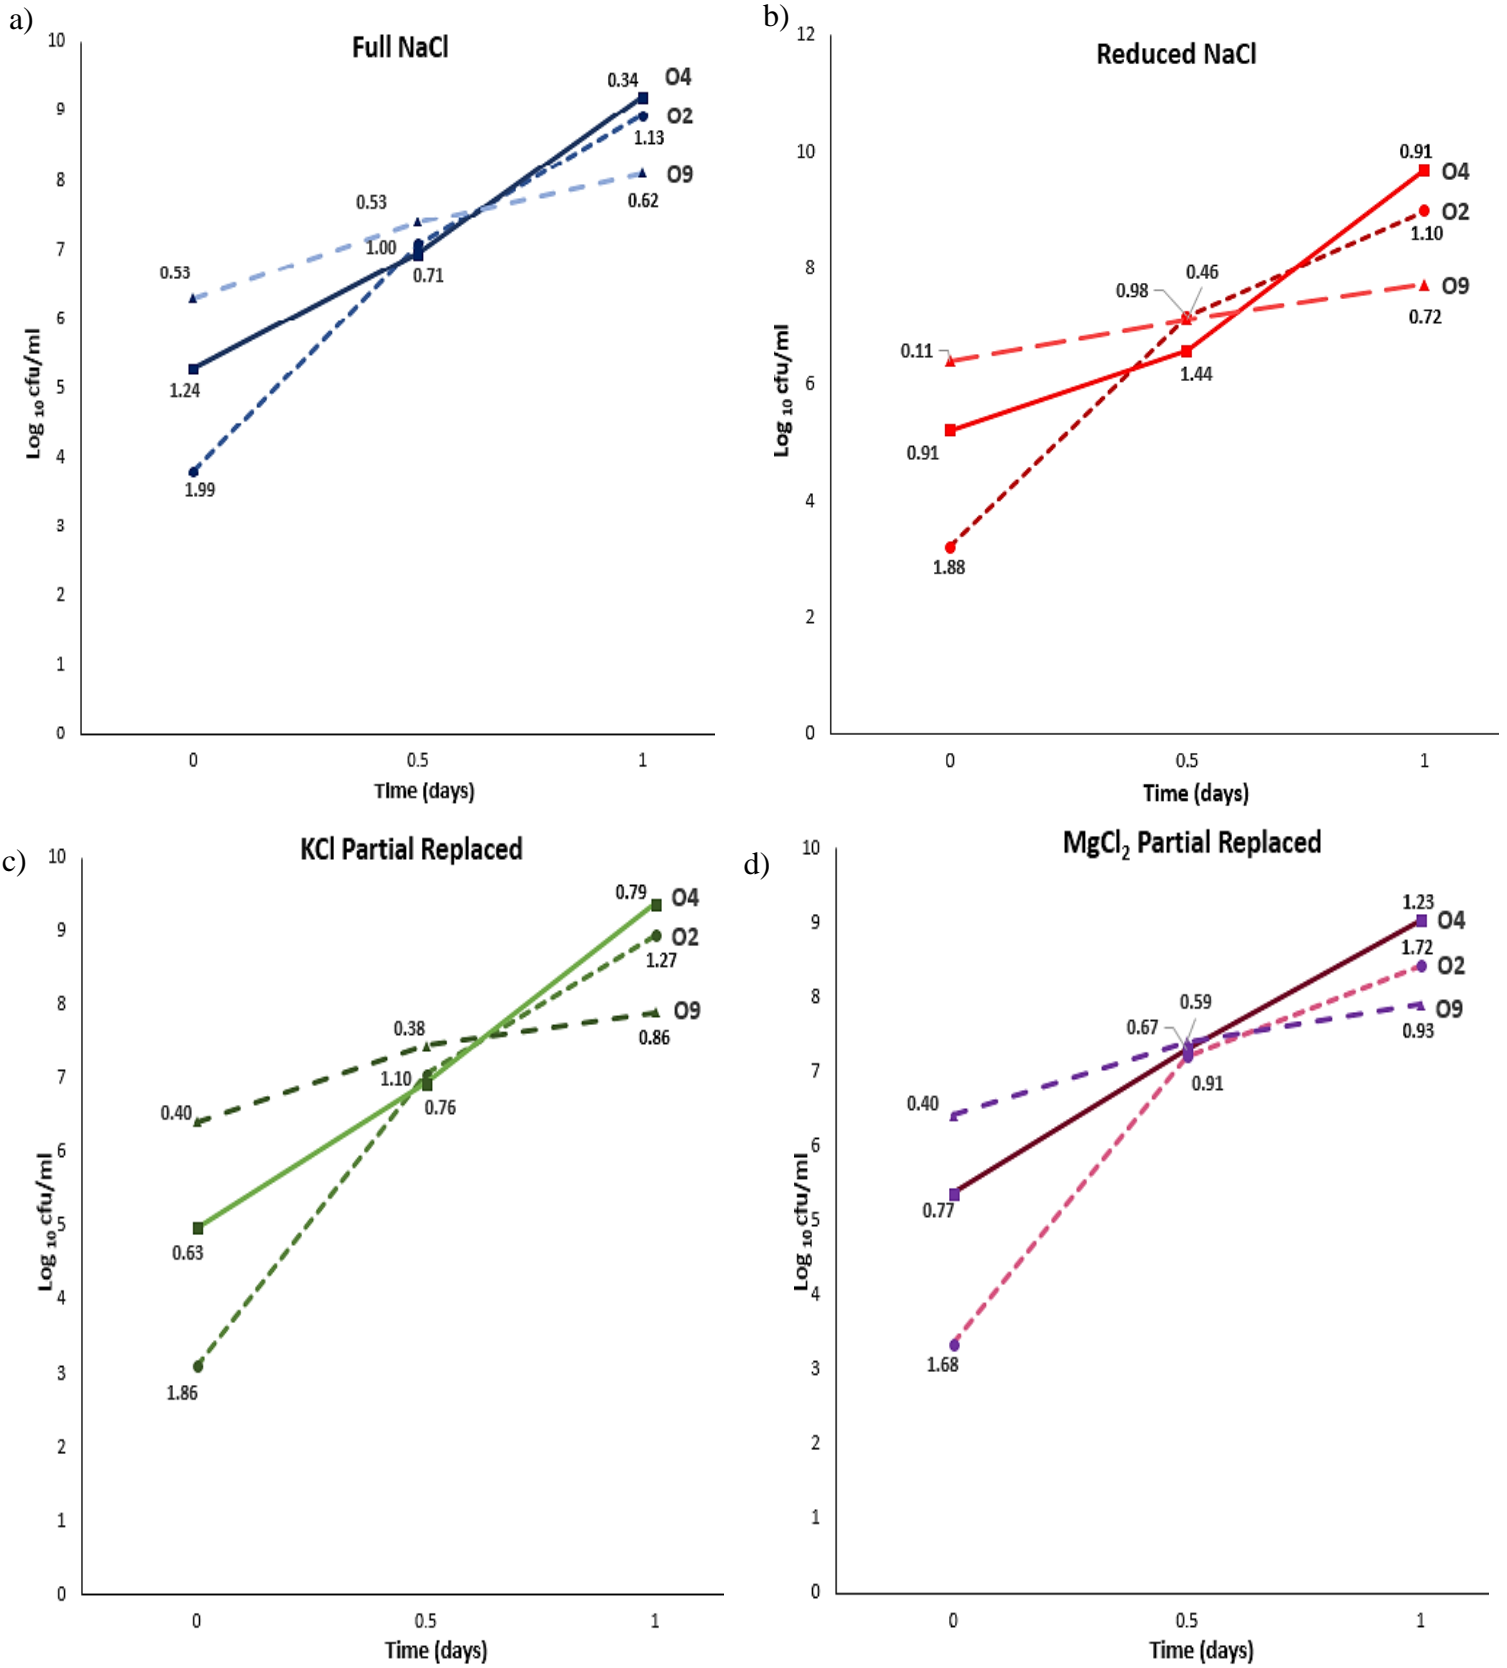 a)
Full NaCl
10
9
8
7
6
5
4
3
2
1
0
Log 10 cfu/ml
0.53
1.24
1.99
0.53
1.00
0.71
0.34
O4
O2
1.13
O9
0.62
0 0.5 1
Time (days)
b)
Reduced NaCl
12
10
8
6
4
2
0
Log 10 cfu/ml
0.11
0.91
1.88
0.98
0.46
1.44
0.91
O4
O2
1.10
O9
0.72
0 0.5 1
Time (days)
c)
KCl Partial Replaced
10
9
8
7
6
5
4
3
2
1
0
Log 10 cfu/ml
0.40
0.63
1.86
0.38
1.10
0.76
0.79
O4
O2
1.27
O9
0.86
0 0.5 1
Time (days)
d)
MgCl2 Partial Replaced
10
9
8
7
6
5
4
3
2
1
0
Log 10 cfu/ml
0.40
0.77
1.68
0.67
0.59
0.91
1.23
O4
1.72
O2
O9
0.93
0 0.5 1
Time (days)